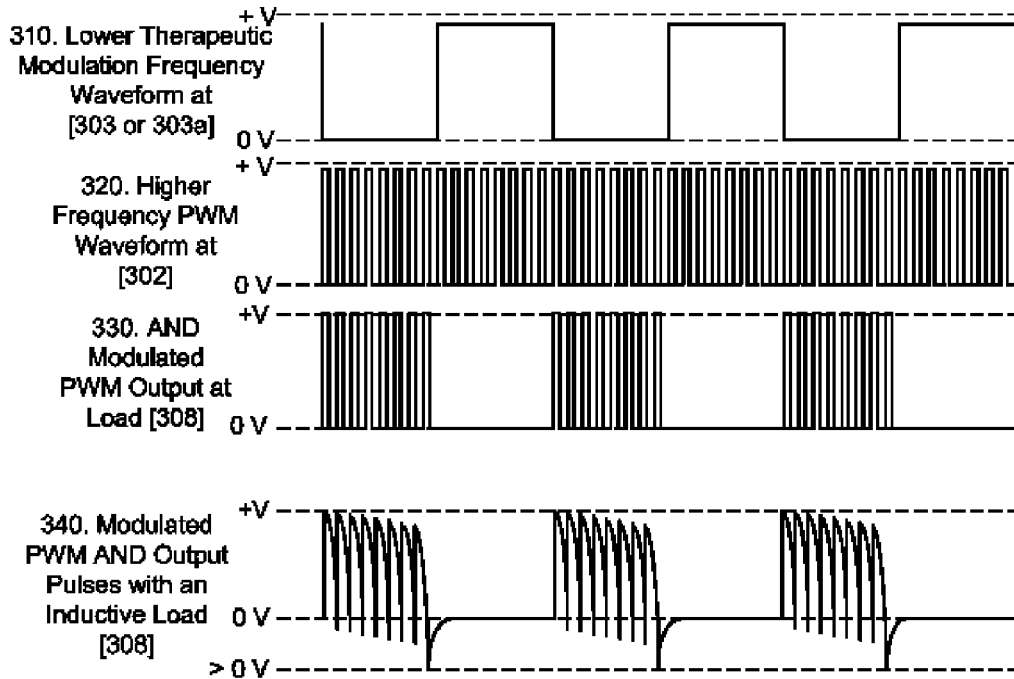 + V
310. Lower Therapeutic
Modulation Frequency
Waveform at
[303 or 303a]
0 V
+ V
320. Higher
Frequency PWM
Waveform at
[302]
0 V
+V
330. AND
Modulated
PWM Output at
Load [308]
0 V
+V
340. Modulated
PWM AND Output
Pulses with an
Inductive Load
[308]
0 V
> 0 V